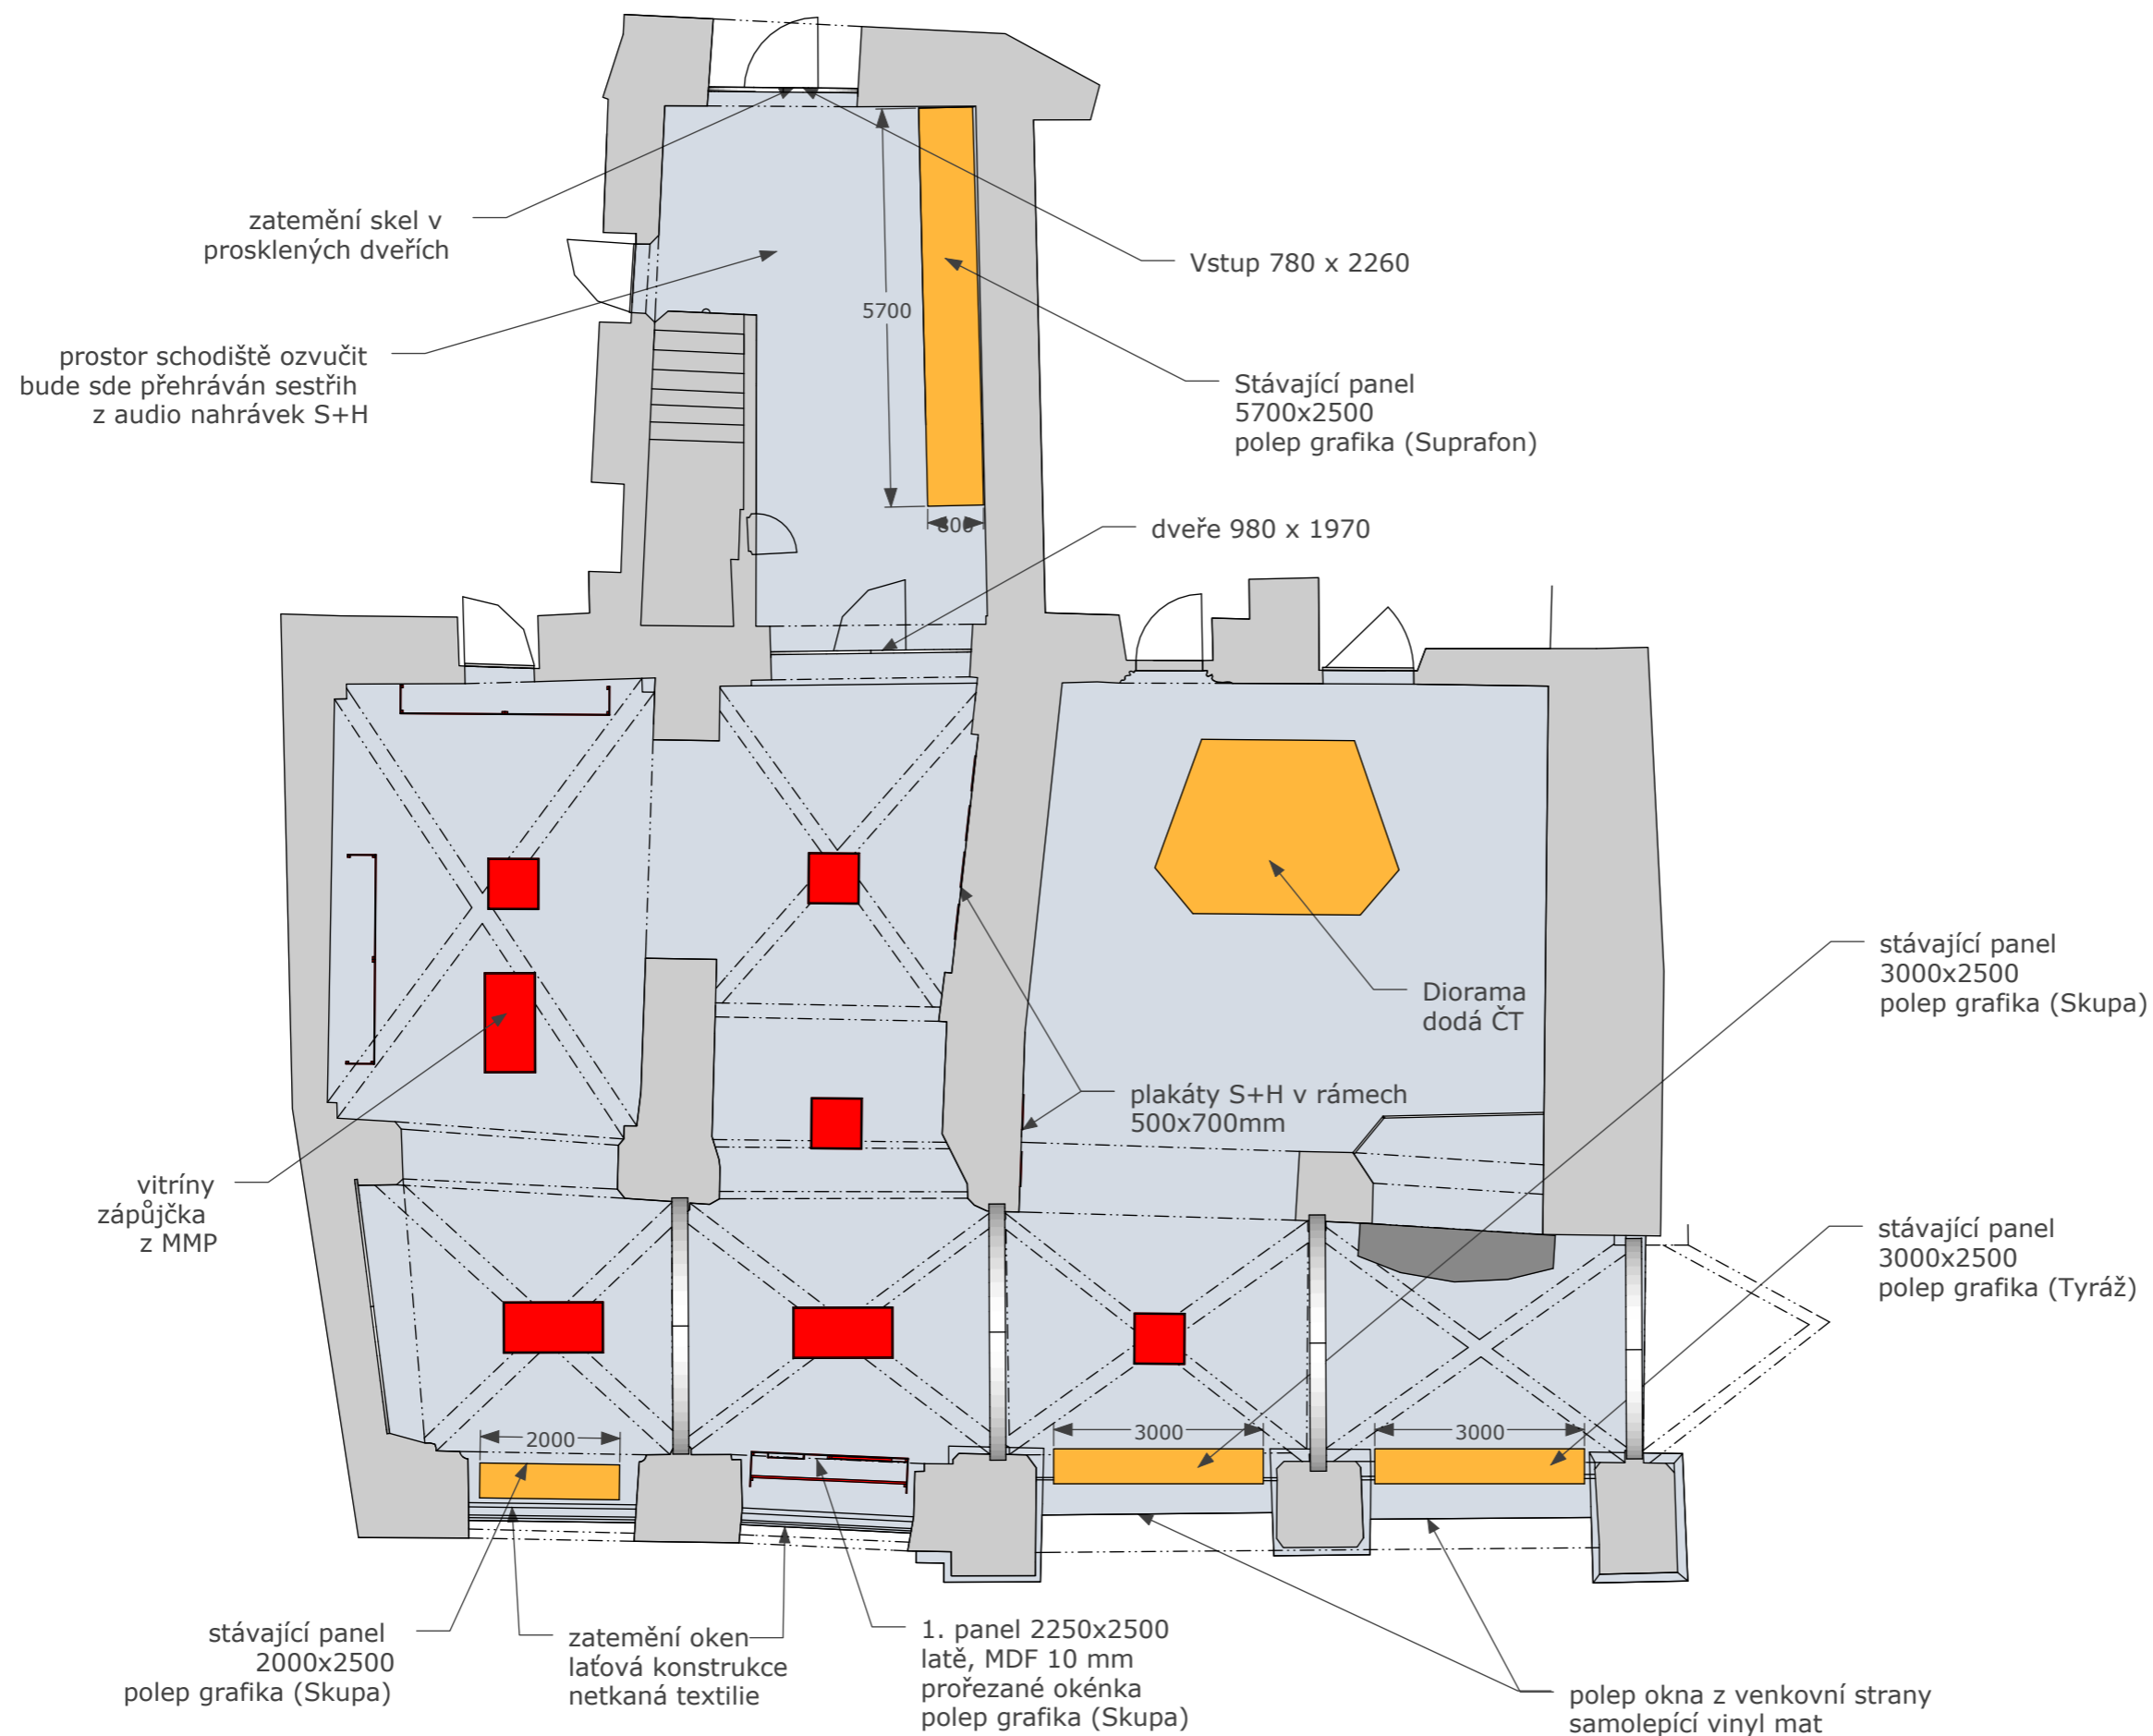 zatemění skel v
prosklených dveřích
Vstup 780 x 2260
5700
prostor schodiště ozvučit
bude sde přehráván sestřih
z audio nahrávek S+H
Stávající panel
5700x2500
polep grafika (Suprafon)
800
dveře 980 x 1970
stávající panel
3000x2500
polep grafika (Skupa)
Diorama
dodá ČT
plakáty S+H v rámech
500x700mm
vitríny
zápůjčka
z MMP
stávající panel
3000x2500
polep grafika (Tyráž)
2000
3000
3000
stávající panel
2000x2500
polep grafika (Skupa)
zatemění oken
laťová konstrukce
netkaná textilie
1. panel 2250x2500
latě, MDF 10 mm
prořezané okénka
polep grafika (Skupa)
polep okna z venkovní strany
samolepící vinyl mat